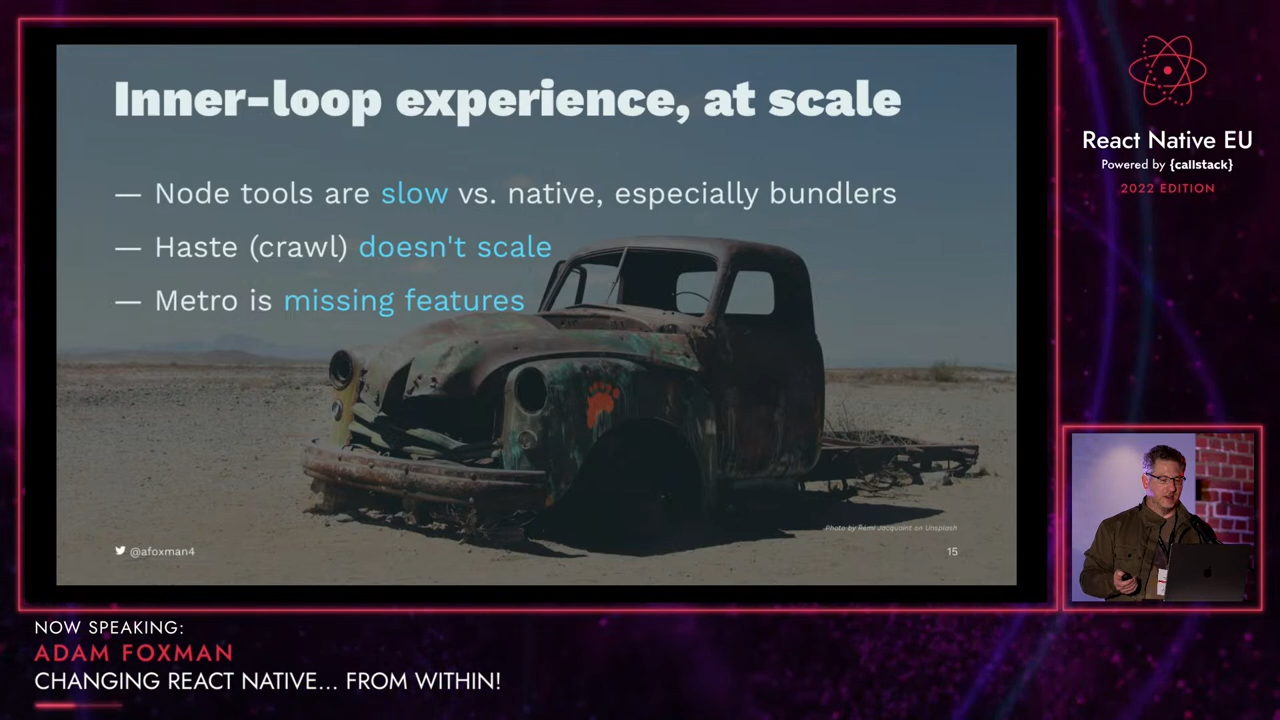 Inner-loop experience, at scale
— Node tools are slow vs. native, especially bundlers
— Haste (crawl) doesn't scale
— Metro is missing features
Photo by Remi Jacquaint on Unsplash
@afoxman4
15
React Native EU
Powered by {callstack}
2022 EDITION
NOW SPEAKING:
ADAM FOXMAN
CHANGING REACT NATIVE... FROM WITHIN!